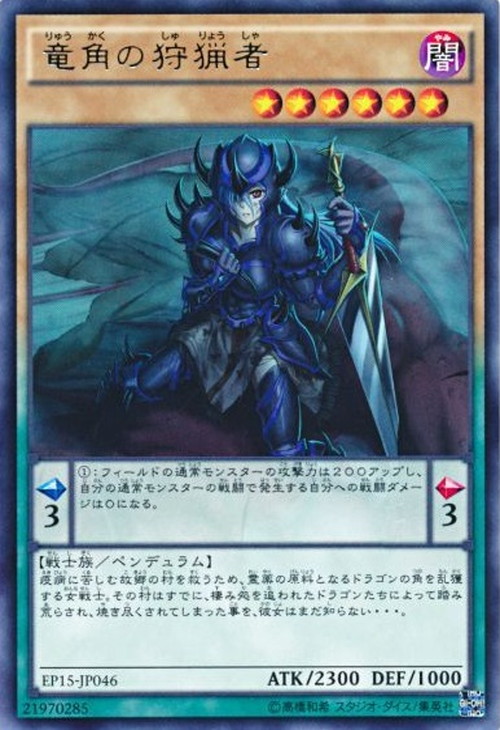 竜角の狩猟者
闇
3
3
①:フィールドの通常モンスターの攻撃力は200アップし、
自分の通常モンスターの戦闘で発生する自分への戦闘ダメー
ジは0になる。
【戦士族/ペンデュラム】
疫病に苦しむ故郷の村を救うため、霊薬の原料となるドラゴンの角を乱獲
する女戦士。その村はすでに、棲み処を追われたドラゴンたちによって踏み
荒らされ、焼き尽くされてしまった事を、彼女はまだ知らない・・・。
EP15-JP046
ATK/2300 DEF/1000
21970285
©高橋和希 スタジオ・ダイス/集英社